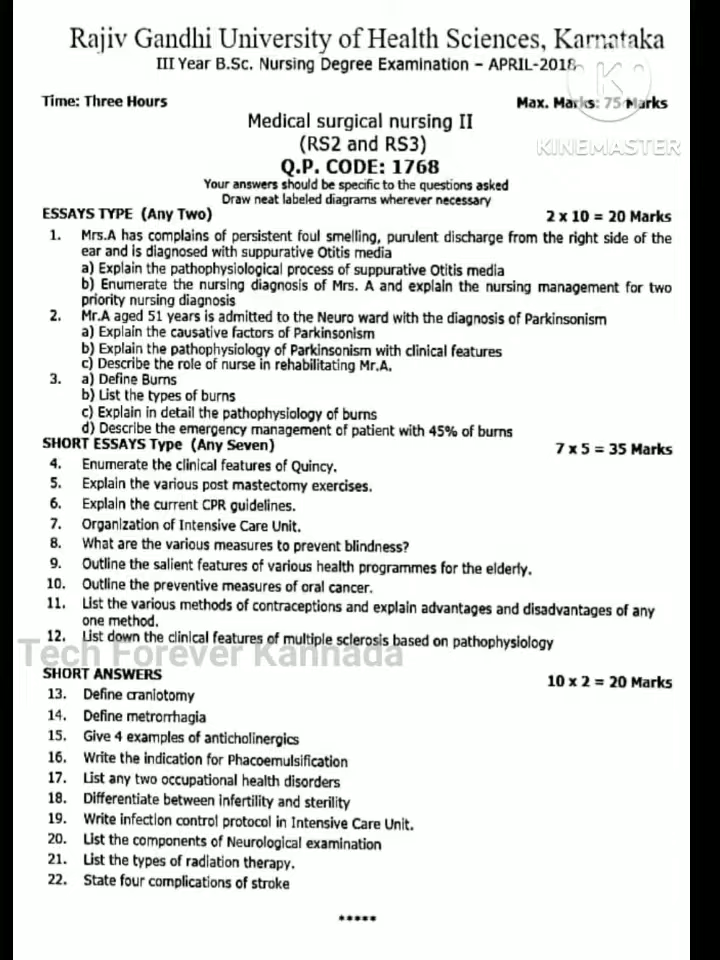 Rajiv Gandhi University of Health Sciences, Karnataka
III Year B.Sc. Nursing Degree Examination – APRIL-2018
Time: Three Hours Max. Marks: 75 Marks
KINEMASTER
Medical surgical nursing II
(RS2 and RS3)
Q.P. CODE: 1768
Your answers should be specific to the questions asked
Draw neat labeled diagrams wherever necessary
ESSAYS TYPE (Any Two) 2 x 10 = 20 Marks
1. Mrs.A has complains of persistent foul smelling, purulent discharge from the right side of the
ear and is diagnosed with suppurative Otitis media
a) Explain the pathophysiological process of suppurative Otitis media
b) Enumerate the nursing diagnosis of Mrs. A and explain the nursing management for two
priority nursing diagnosis
2. Mr.A aged 51 years is admitted to the Neuro ward with the diagnosis of Parkinsonism
a) Explain the causative factors of Parkinsonism
b) Explain the pathophysiology of Parkinsonism with clinical features
c) Describe the role of nurse in rehabilitating Mr.A.
3. a) Define Burns
b) List the types of burns
c) Explain in detail the pathophysiology of burns
d) Describe the emergency management of patient with 45% of burns
SHORT ESSAYS Type (Any Seven) 7 x 5 = 35 Marks
4. Enumerate the clinical features of Quincy.
5. Explain the various post mastectomy exercises.
6. Explain the current CPR guidelines.
7. Organization of Intensive Care Unit.
8. What are the various measures to prevent blindness?
9. Outline the salient features of various health programmes for the elderly.
10. Outline the preventive measures of oral cancer.
11. List the various methods of contraceptions and explain advantages and disadvantages of any
one method.
12. List down the clinical features of multiple sclerosis based on pathophysiology
Tech Forever Kannada
SHORT ANSWERS 10 x 2 = 20 Marks
13. Define craniotomy
14. Define metrorrhagia
15. Give 4 examples of anticholinergics
16. Write the indication for Phacoemulsification
17. List any two occupational health disorders
18. Differentiate between infertility and sterility
19. Write infection control protocol in Intensive Care Unit.
20. List the components of Neurological examination
21. List the types of radiation therapy.
22. State four complications of stroke
*****